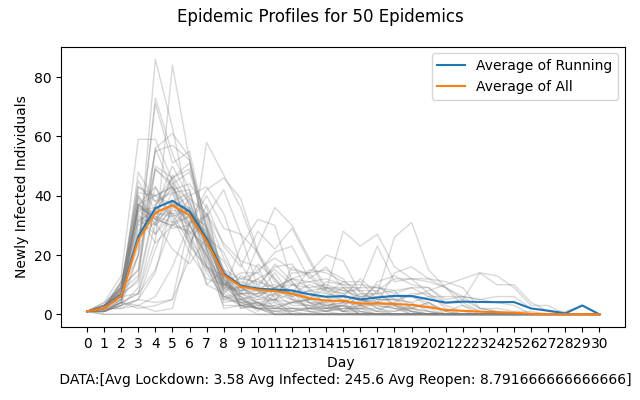 Epidemic Profiles for 50 Epidemics
Average of Running
Average of All
80
60
40
20
0
Newly Infected Individuals
0 1 2 3 4 5 6 7 8 9 10 11 12 13 14 15 16 17 18 19 20 21 22 23 24 25 26 27 28 29 30
Day
DATA:[Avg Lockdown: 3.58 Avg Infected: 245.6 Avg Reopen: 8.791666666666666]